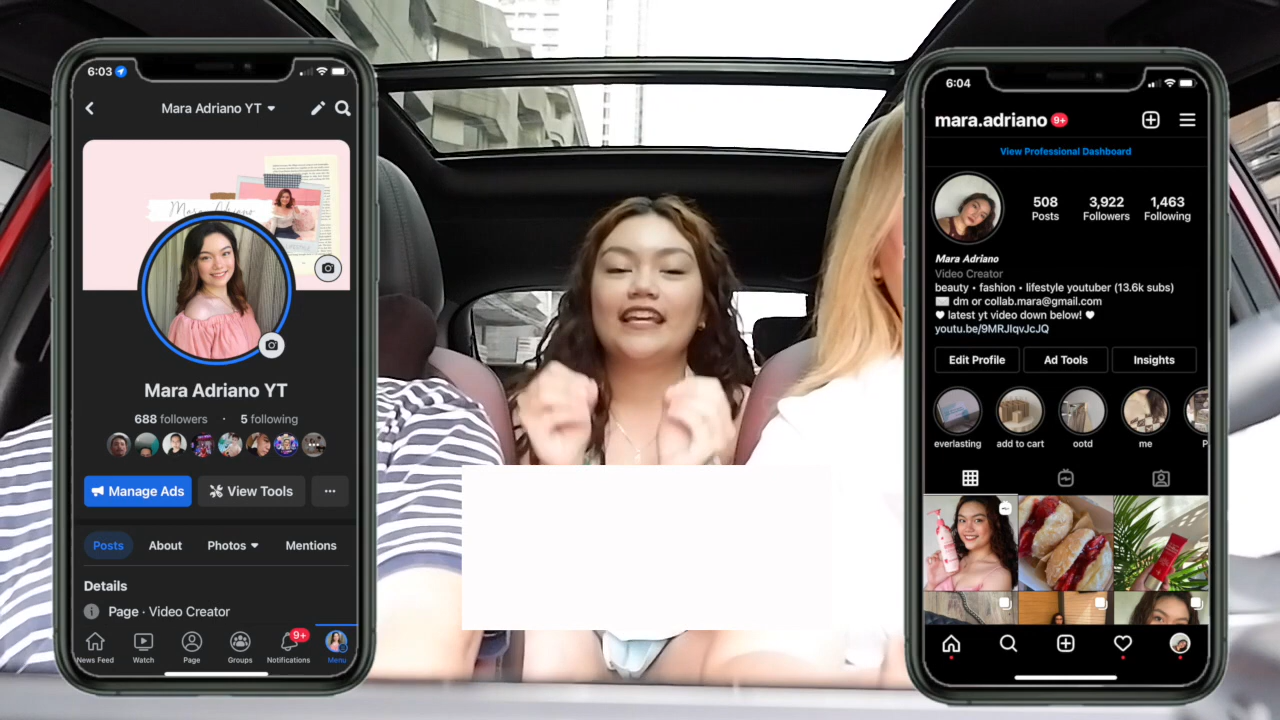 6:03
Mara Adriano YT
Mara Adriano
Mara Adriano YT
688 followers · 5 following
Manage Ads
View Tools
Posts
About
Photos
Mentions
Details
Page · Video Creator
9+
News Feed
Watch
Page
Groups
Notifications
Menu
6:04
mara.adriano 9+
View Professional Dashboard
508 3,922 1,463
Posts Followers Following
Mara Adriano
Video Creator
beauty • fashion • lifestyle youtuber (13.6k subs)
✉️ dm or collab.mara@gmail.com
♥ latest yt video down below! ♥
youtu.be/9MRJIqvJcJQ
Edit Profile
Ad Tools
Insights
everlasting
add to cart
ootd
me
P